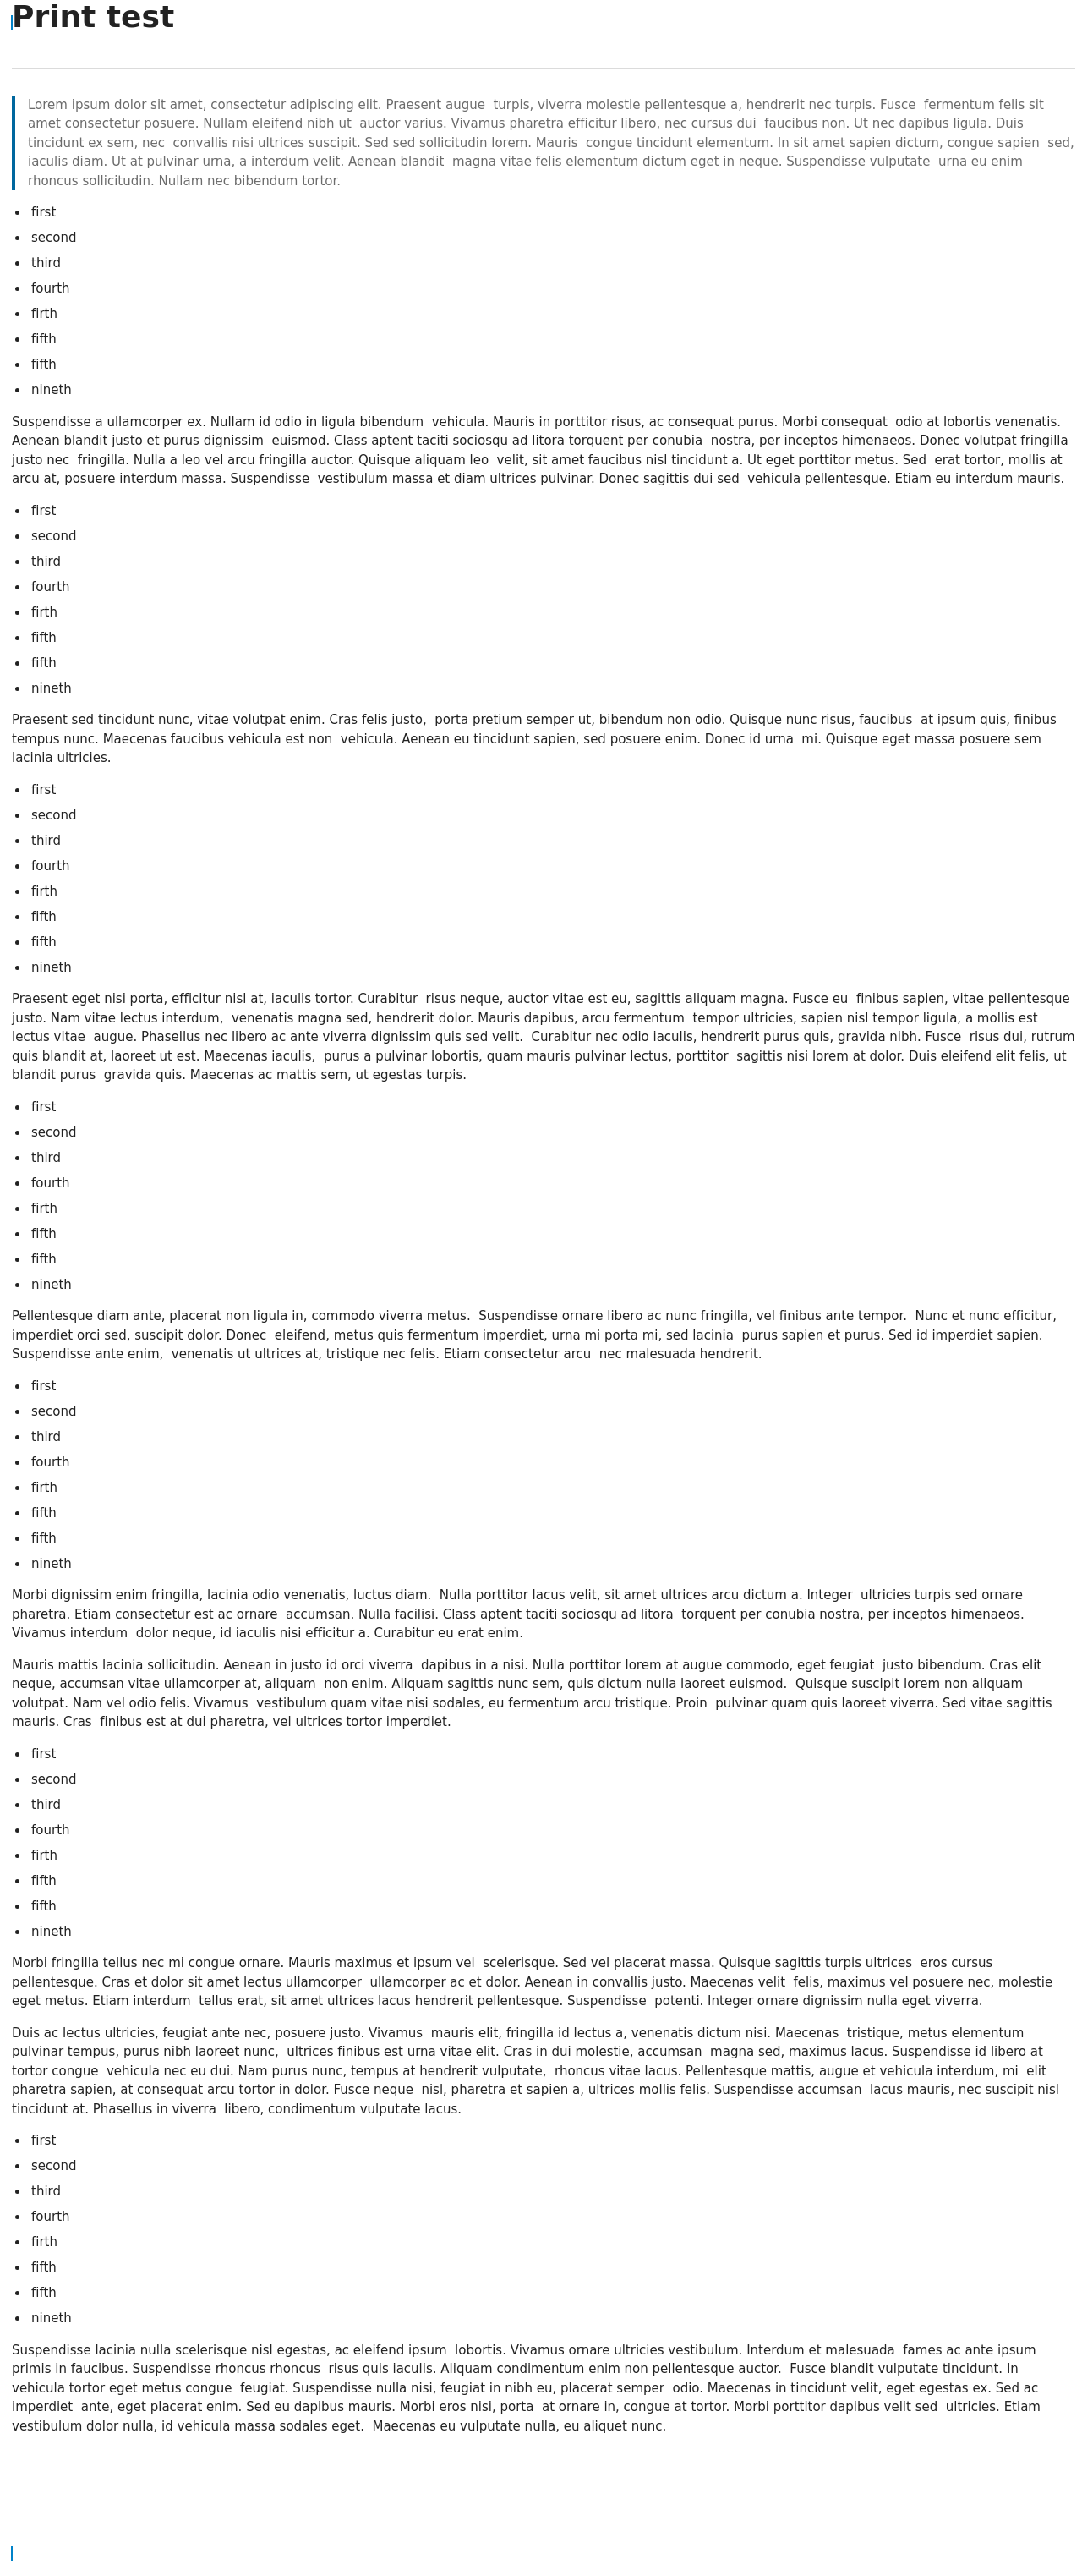 Print test
Lorem ipsum dolor sit amet, consectetur adipiscing elit. Praesent augue  turpis, viverra molestie pellentesque a, hendrerit nec turpis. Fusce  fermentum felis sit
amet consectetur posuere. Nullam eleifend nibh ut  auctor varius. Vivamus pharetra efficitur libero, nec cursus dui  faucibus non. Ut nec dapibus ligula. Duis
tincidunt ex sem, nec  convallis nisi ultrices suscipit. Sed sed sollicitudin lorem. Mauris  congue tincidunt elementum. In sit amet sapien dictum, congue sapien  sed,
iaculis diam. Ut at pulvinar urna, a interdum velit. Aenean blandit  magna vitae felis elementum dictum eget in neque. Suspendisse vulputate  urna eu enim
rhoncus sollicitudin. Nullam nec bibendum tortor.
• first
• second
• third
• fourth
• firth
• fifth
• fifth
• nineth
Suspendisse a ullamcorper ex. Nullam id odio in ligula bibendum  vehicula. Mauris in porttitor risus, ac consequat purus. Morbi consequat  odio at lobortis venenatis.
Aenean blandit justo et purus dignissim  euismod. Class aptent taciti sociosqu ad litora torquent per conubia  nostra, per inceptos himenaeos. Donec volutpat fringilla
justo nec  fringilla. Nulla a leo vel arcu fringilla auctor. Quisque aliquam leo  velit, sit amet faucibus nisl tincidunt a. Ut eget porttitor metus. Sed  erat tortor, mollis at
arcu at, posuere interdum massa. Suspendisse  vestibulum massa et diam ultrices pulvinar. Donec sagittis dui sed  vehicula pellentesque. Etiam eu interdum mauris.
• first
• second
• third
• fourth
• firth
• fifth
• fifth
• nineth
Praesent sed tincidunt nunc, vitae volutpat enim. Cras felis justo,  porta pretium semper ut, bibendum non odio. Quisque nunc risus, faucibus  at ipsum quis, finibus
tempus nunc. Maecenas faucibus vehicula est non  vehicula. Aenean eu tincidunt sapien, sed posuere enim. Donec id urna  mi. Quisque eget massa posuere sem
lacinia ultricies.
• first
• second
• third
• fourth
• firth
• fifth
• fifth
• nineth
Praesent eget nisi porta, efficitur nisl at, iaculis tortor. Curabitur  risus neque, auctor vitae est eu, sagittis aliquam magna. Fusce eu  finibus sapien, vitae pellentesque
justo. Nam vitae lectus interdum,  venenatis magna sed, hendrerit dolor. Mauris dapibus, arcu fermentum  tempor ultricies, sapien nisl tempor ligula, a mollis est
lectus vitae  augue. Phasellus nec libero ac ante viverra dignissim quis sed velit.  Curabitur nec odio iaculis, hendrerit purus quis, gravida nibh. Fusce  risus dui, rutrum
quis blandit at, laoreet ut est. Maecenas iaculis,  purus a pulvinar lobortis, quam mauris pulvinar lectus, porttitor  sagittis nisi lorem at dolor. Duis eleifend elit felis, ut
blandit purus  gravida quis. Maecenas ac mattis sem, ut egestas turpis.
• first
• second
• third
• fourth
• firth
• fifth
• fifth
• nineth
Pellentesque diam ante, placerat non ligula in, commodo viverra metus.  Suspendisse ornare libero ac nunc fringilla, vel finibus ante tempor.  Nunc et nunc efficitur,
imperdiet orci sed, suscipit dolor. Donec  eleifend, metus quis fermentum imperdiet, urna mi porta mi, sed lacinia  purus sapien et purus. Sed id imperdiet sapien.
Suspendisse ante enim,  venenatis ut ultrices at, tristique nec felis. Etiam consectetur arcu  nec malesuada hendrerit.
• first
• second
• third
• fourth
• firth
• fifth
• fifth
• nineth
Morbi dignissim enim fringilla, lacinia odio venenatis, luctus diam.  Nulla porttitor lacus velit, sit amet ultrices arcu dictum a. Integer  ultricies turpis sed ornare
pharetra. Etiam consectetur est ac ornare  accumsan. Nulla facilisi. Class aptent taciti sociosqu ad litora  torquent per conubia nostra, per inceptos himenaeos.
Vivamus interdum  dolor neque, id iaculis nisi efficitur a. Curabitur eu erat enim.
Mauris mattis lacinia sollicitudin. Aenean in justo id orci viverra  dapibus in a nisi. Nulla porttitor lorem at augue commodo, eget feugiat  justo bibendum. Cras elit
neque, accumsan vitae ullamcorper at, aliquam  non enim. Aliquam sagittis nunc sem, quis dictum nulla laoreet euismod.  Quisque suscipit lorem non aliquam
volutpat. Nam vel odio felis. Vivamus  vestibulum quam vitae nisi sodales, eu fermentum arcu tristique. Proin  pulvinar quam quis laoreet viverra. Sed vitae sagittis
mauris. Cras  finibus est at dui pharetra, vel ultrices tortor imperdiet.
• first
• second
• third
• fourth
• firth
• fifth
• fifth
• nineth
Morbi fringilla tellus nec mi congue ornare. Mauris maximus et ipsum vel  scelerisque. Sed vel placerat massa. Quisque sagittis turpis ultrices  eros cursus
pellentesque. Cras et dolor sit amet lectus ullamcorper  ullamcorper ac et dolor. Aenean in convallis justo. Maecenas velit  felis, maximus vel posuere nec, molestie
eget metus. Etiam interdum  tellus erat, sit amet ultrices lacus hendrerit pellentesque. Suspendisse  potenti. Integer ornare dignissim nulla eget viverra.
Duis ac lectus ultricies, feugiat ante nec, posuere justo. Vivamus  mauris elit, fringilla id lectus a, venenatis dictum nisi. Maecenas  tristique, metus elementum
pulvinar tempus, purus nibh laoreet nunc,  ultrices finibus est urna vitae elit. Cras in dui molestie, accumsan  magna sed, maximus lacus. Suspendisse id libero at
tortor congue  vehicula nec eu dui. Nam purus nunc, tempus at hendrerit vulputate,  rhoncus vitae lacus. Pellentesque mattis, augue et vehicula interdum, mi  elit
pharetra sapien, at consequat arcu tortor in dolor. Fusce neque  nisl, pharetra et sapien a, ultrices mollis felis. Suspendisse accumsan  lacus mauris, nec suscipit nisl
tincidunt at. Phasellus in viverra  libero, condimentum vulputate lacus.
• first
• second
• third
• fourth
• firth
• fifth
• fifth
• nineth
Suspendisse lacinia nulla scelerisque nisl egestas, ac eleifend ipsum  lobortis. Vivamus ornare ultricies vestibulum. Interdum et malesuada  fames ac ante ipsum
primis in faucibus. Suspendisse rhoncus rhoncus  risus quis iaculis. Aliquam condimentum enim non pellentesque auctor.  Fusce blandit vulputate tincidunt. In
vehicula tortor eget metus congue  feugiat. Suspendisse nulla nisi, feugiat in nibh eu, placerat semper  odio. Maecenas in tincidunt velit, eget egestas ex. Sed ac
imperdiet  ante, eget placerat enim. Sed eu dapibus mauris. Morbi eros nisi, porta  at ornare in, congue at tortor. Morbi porttitor dapibus velit sed  ultricies. Etiam
vestibulum dolor nulla, id vehicula massa sodales eget.  Maecenas eu vulputate nulla, eu aliquet nunc.